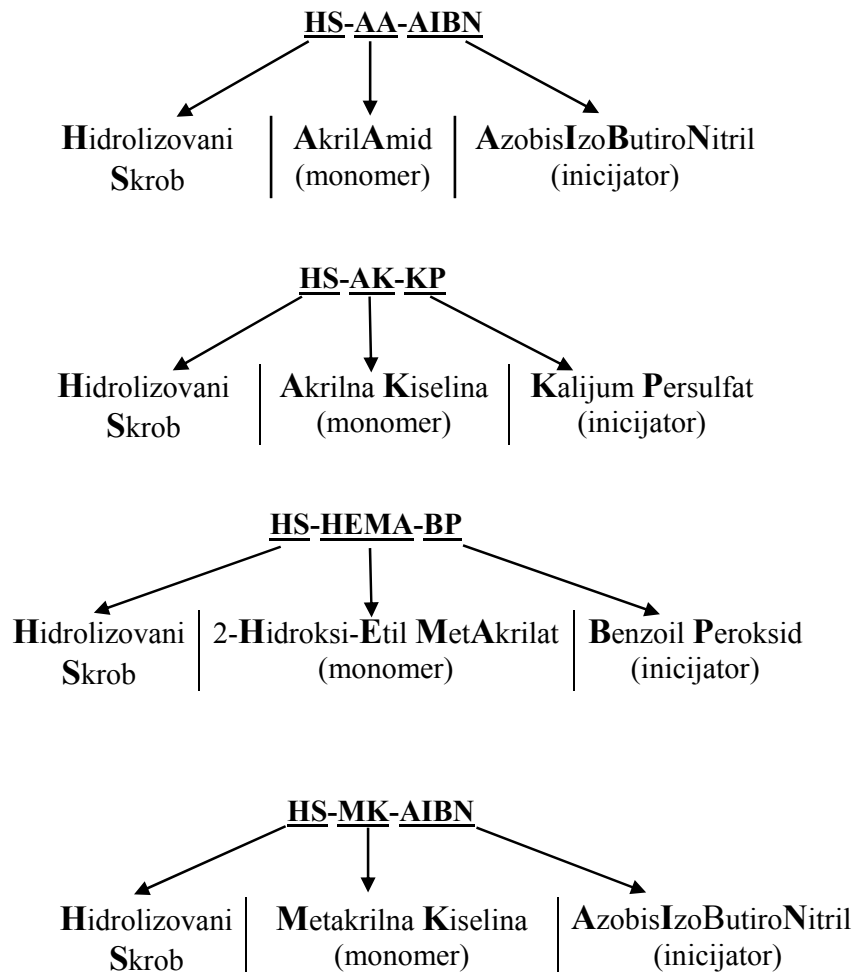 HS-AA-AIBN
Hidrolizovani AkrilAmid AzobisIzoButiroNitril
Skrob (monomer) (inicijator)
HS-AK-KP
Hidrolizovani Akrilna Kiselina Kalijum Persulfat
Skrob (monomer) (inicijator)
HS-HEMA-BP
Hidrolizovani 2-Hidroksi-Etil MetAkrilat Benzoil Peroksid
Skrob (monomer) (inicijator)
HS-MK-AIBN
Hidrolizovani Metakrilna Kiselina AzobisIzoButiroNitril
Skrob (monomer) (inicijator)